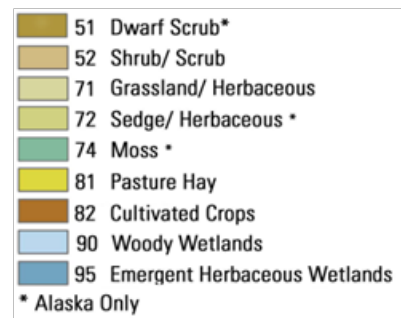 51 Dwarf Scrub*
52 Shrub/ Scrub
71 Grassland/ Herbaceous
72 Sedge/ Herbaceous *
74 Moss *
81 Pasture Hay
82 Cultivated Crops
90 Woody Wetlands
95 Emergent Herbaceous Wetlands
* Alaska Only